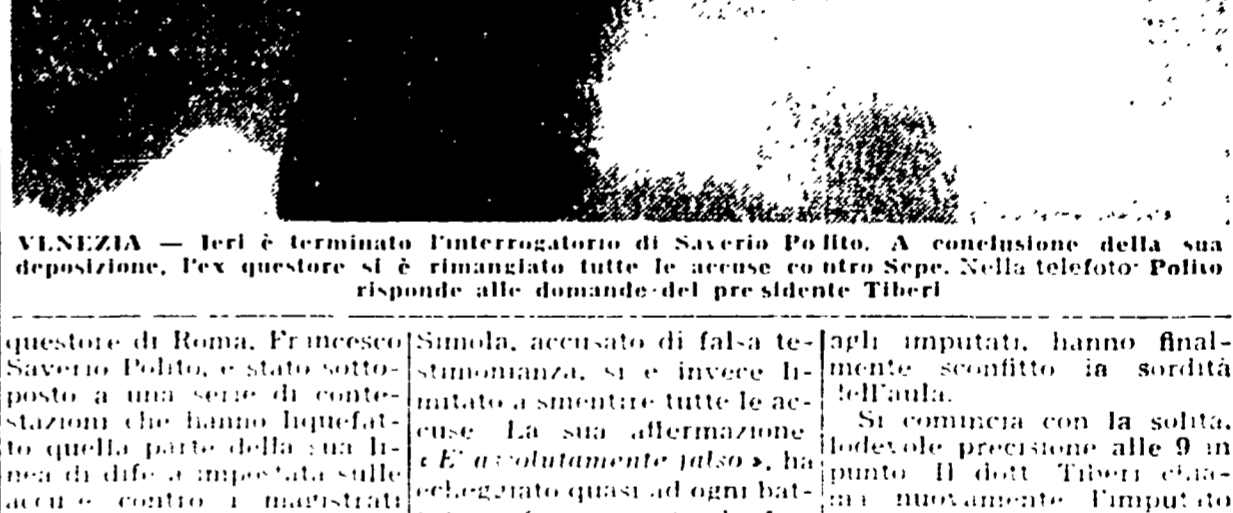 VENEZIA — Ieri è terminato l'interrogatorio di Saverio Polito. A conclusione della sua
deposizione, l'ex questore si è rimangiato tutte le accuse contro Sepe. Nella telefoto: Polito
risponde alle domande del presidente Tiberi
questore di Roma, Francesco
Saverio Polito, è stato sotto-
posto a una serie di conte-
stazioni che hanno liquefat-
to quella parte della sua li-
nea di difesa impostata sulle
accuse contro i magistrati
Simola, accusato di falsa te-
stimonianza, si è invece li-
mitato a smentire tutte le ac-
cuse. La sua affermazione
« E' assolutamente falso », ha
echeggiato quasi ad ogni bat-
agli imputati, hanno final-
mente sconfitto la sordità
dell'aula.
Si comincia con la solita,
lodevole precisione alle 9 in
punto. Il dott. Tiberi chia-
ma nuovamente l'imputato